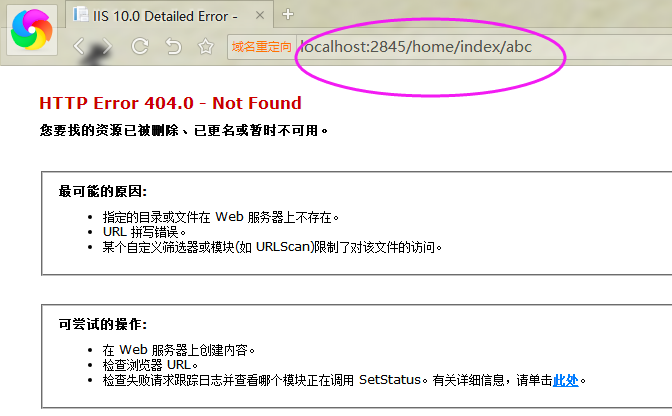 IIS 10.0 Detailed Error -
域名重定向 localhost:2845/home/index/abc
HTTP Error 404.0 - Not Found
您要找的资源已被删除、已更名或暂时不可用。
最可能的原因:
• 指定的目录或文件在 Web 服务器上不存在。
• URL 拼写错误。
• 某个自定义筛选器或模块(如 URLScan)限制了对该文件的访问。
可尝试的操作:
• 在 Web 服务器上创建内容。
• 检查浏览器 URL。
• 检查失败请求跟踪日志并查看哪个模块正在调用 SetStatus。有关详细信息，请单击此处。